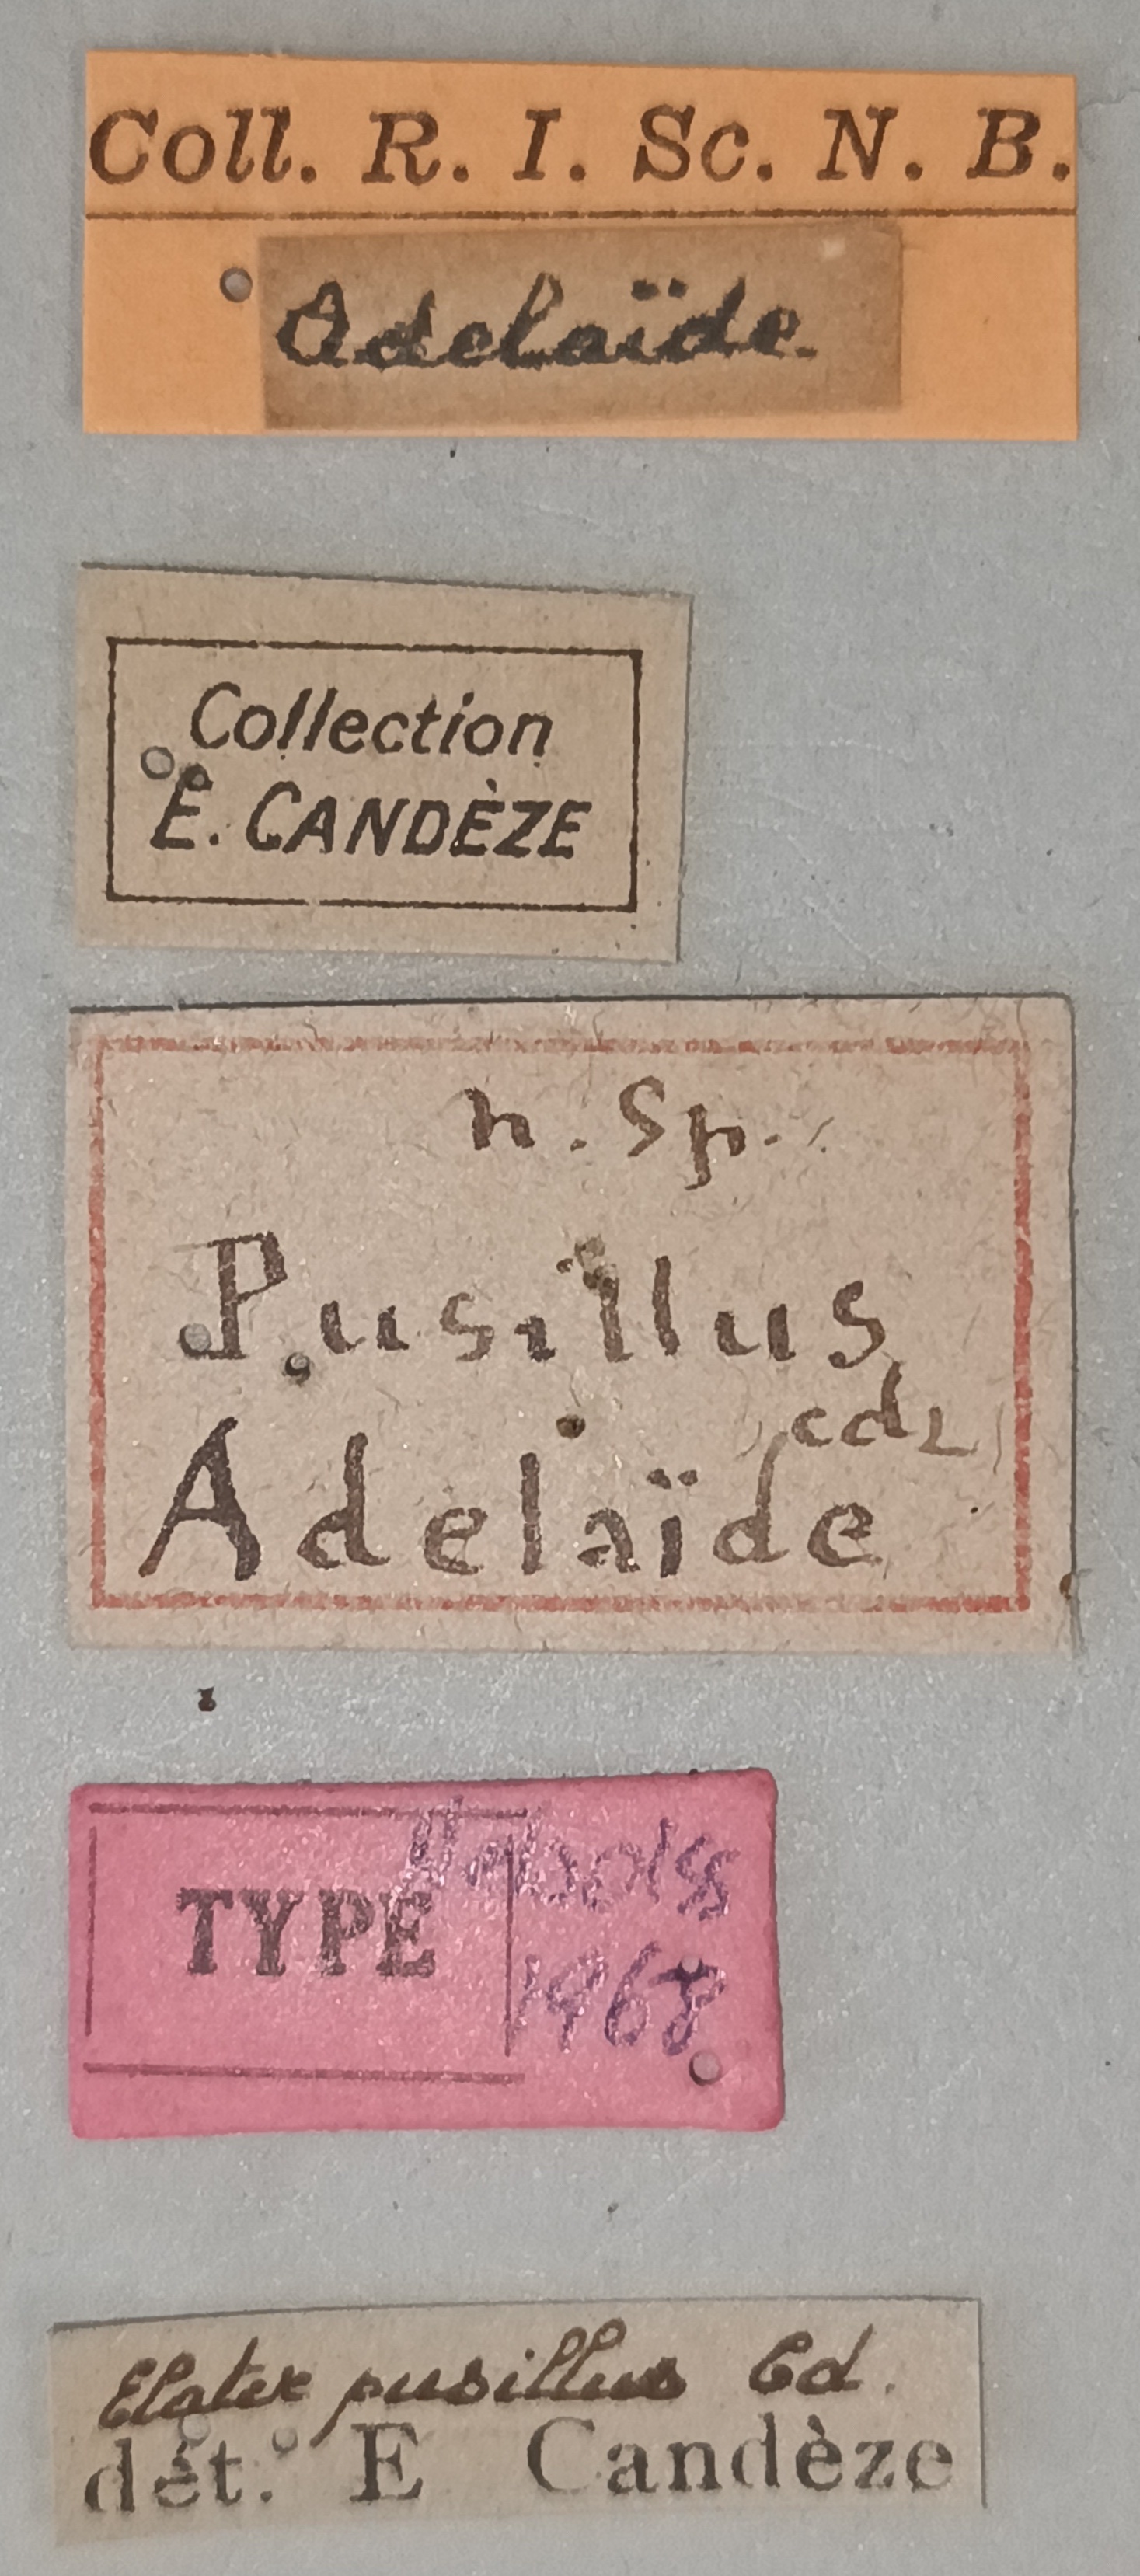 Coll. R. I. Sc. N. B.
Adelaïde.
Collection
E. CANDÈZE
n. sp.
Pusillus
cdz
Adelaïde
TYPE
1968
Elater pusillus Cd.
dét. E Candèze